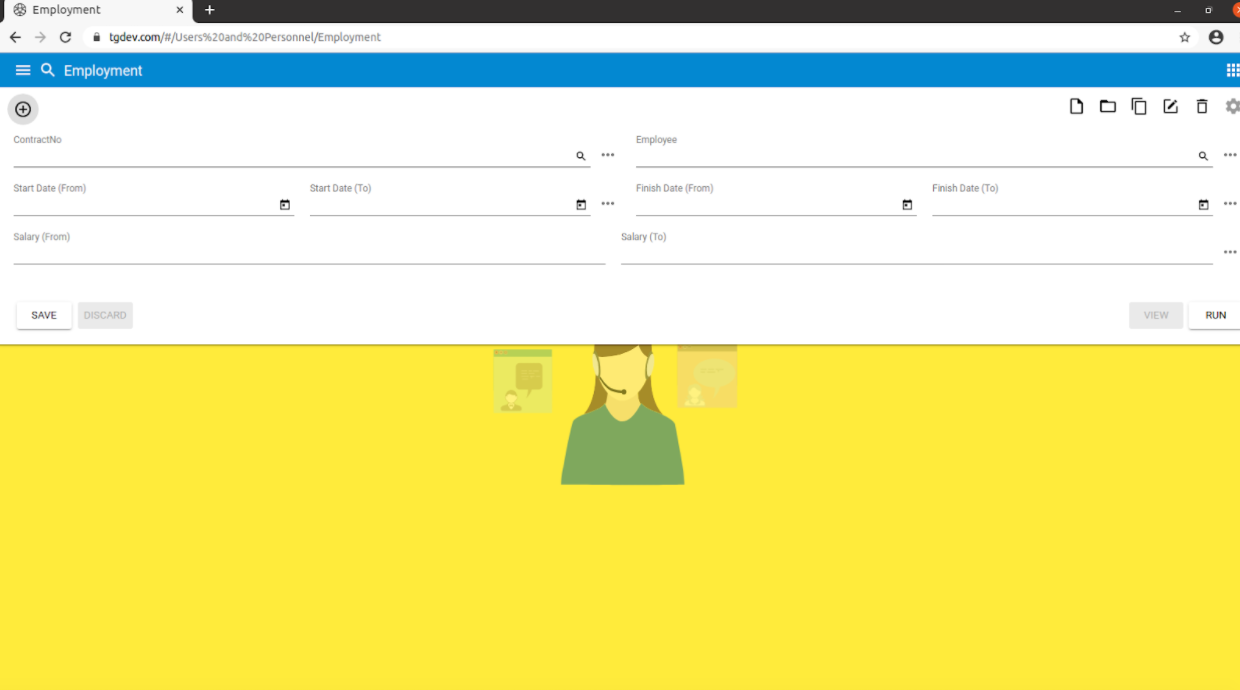 Employment
tgdev.com/#/Users%20and%20Personnel/Employment
Employment
ContractNo
Employee
Start Date (From)
Start Date (To)
Finish Date (From)
Finish Date (To)
Salary (From)
Salary (To)
SAVE
DISCARD
VIEW
RUN